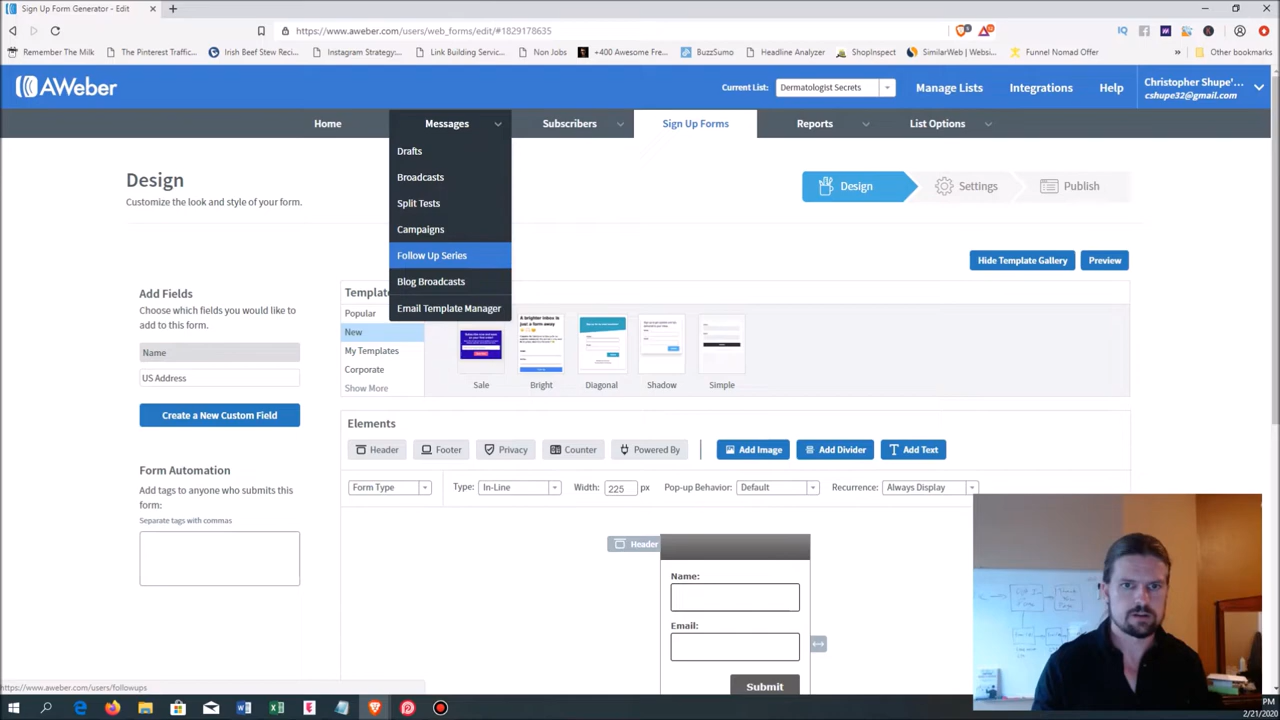 Sign Up Form Generator - Edit
https://www.aweber.com/users/web_forms/edit/#1829178635
Remember The Milk
The Pinterest Traffic...
Irish Beef Stew Reci...
Instagram Strategy:...
Link Building Servic...
Non Jobs
+400 Awesome Fre...
BuzzSumo
Headline Analyzer
ShopInspect
SimilarWeb | Websi...
Funnel Nomad Offer
Other bookmarks
AWeber
Current List:
Dermatologist Secrets
Manage Lists
Integrations
Help
Christopher Shupe'...
cshupe32@gmail.com
Home
Messages
Subscribers
Sign Up Forms
Reports
List Options
Drafts
Broadcasts
Split Tests
Campaigns
Follow Up Series
Blog Broadcasts
Email Template Manager
Design
Customize the look and style of your form.
Design
Settings
Publish
Hide Template Gallery
Preview
Add Fields
Choose which fields you would like
to add to this form.
Name
US Address
Create a New Custom Field
Form Automation
Add tags to anyone who submits this
form:
Separate tags with commas
Template
Popular
New
My Templates
Corporate
Show More
Sale
Bright
Diagonal
Shadow
Simple
Elements
Header
Footer
Privacy
Counter
Powered By
Add Image
Add Divider
Add Text
Form Type
Type:
In-Line
Width:
225
px
Pop-up Behavior:
Default
Recurrence:
Always Display
Header
Name:
Email:
Submit
https://www.aweber.com/users/followups
PM
2/21/2020